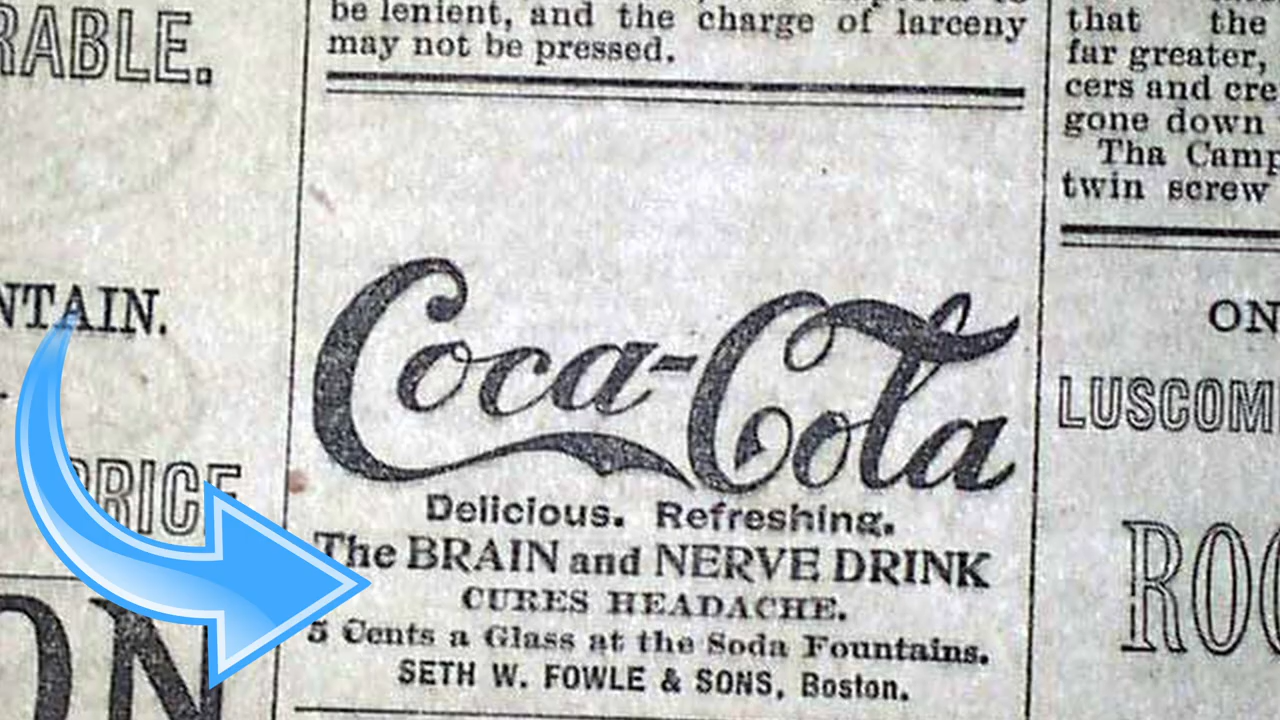 RABLE.
NTAIN.
PRICE
ON
be lenient, and the charge of larceny
may not be pressed.
Coca-Cola
Delicious. Refreshing.
The BRAIN and NERVE DRINK
CURES HEADACHE.
5 Cents a Glass at the Soda Fountains.
SETH W. FOWLE & SONS, Boston.
that the
far greater,
cers and cre
gone down
Tha Camp
twin screw
ON
LUSCOM
ROC